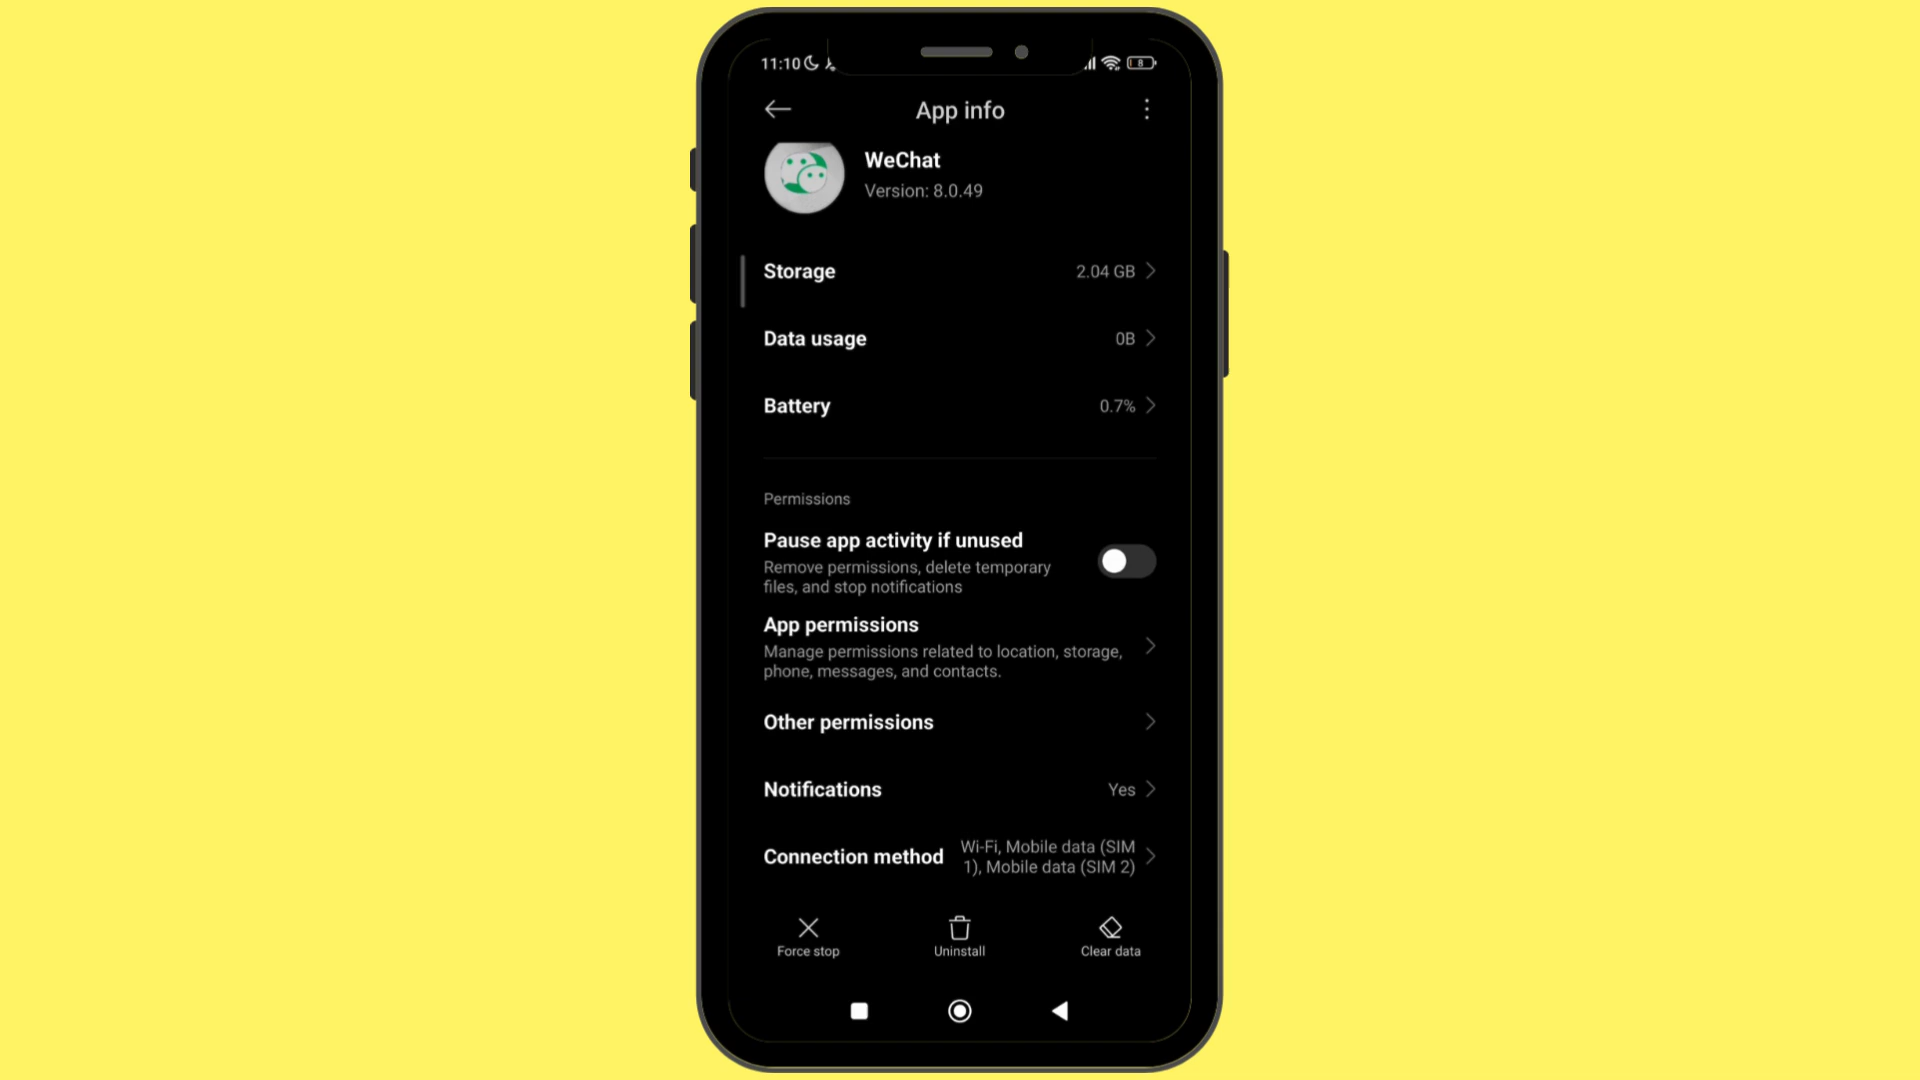 11:10
8
App info
WeChat
Version: 8.0.49
Storage
2.04 GB
Data usage
0B
Battery
0.7%
Permissions
Pause app activity if unused
Remove permissions, delete temporary
files, and stop notifications
App permissions
Manage permissions related to location, storage,
phone, messages, and contacts.
Other permissions
Notifications
Yes
Connection method
Wi-Fi, Mobile data (SIM
1), Mobile data (SIM 2)
Force stop
Uninstall
Clear data